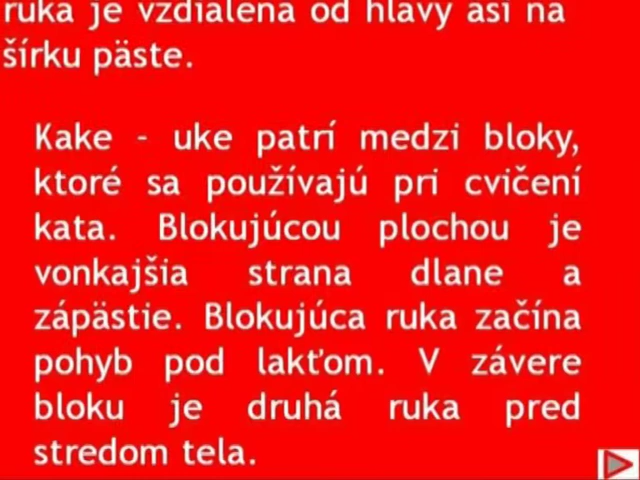 ruka je vzdialená od hlavy asi na
šírku päste.
Kake - uke patrí medzi bloky,
ktoré sa používajú pri cvičení
kata. Blokujúcou plochou je
vonkajšia strana dlane a
zápästie. Blokujúca ruka začína
pohyb pod lakťom. V závere
bloku je druhá ruka pred
stredom tela.